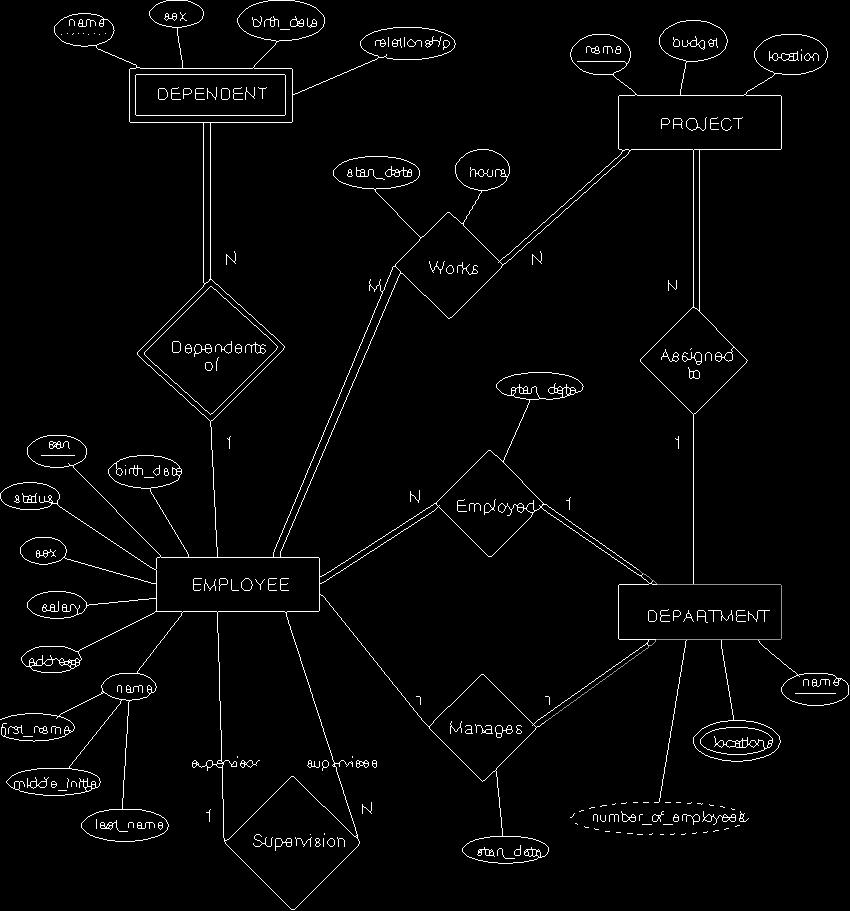 name
sex
birth_date
relationship
DEPENDENT
name
budget
location
PROJECT
start_date
hours
Works
N
M
N
N
Dependents
of
Assigned
to
1
1
start_date
ssn
birth_date
status
N
Employed
1
sex
EMPLOYEE
salary
DEPARTMENT
address
name
name
1
1
first_name
Manages
locations
supervisor
supervisee
middle_initial
1
N
number_of_employees
last_name
Supervision
start_date